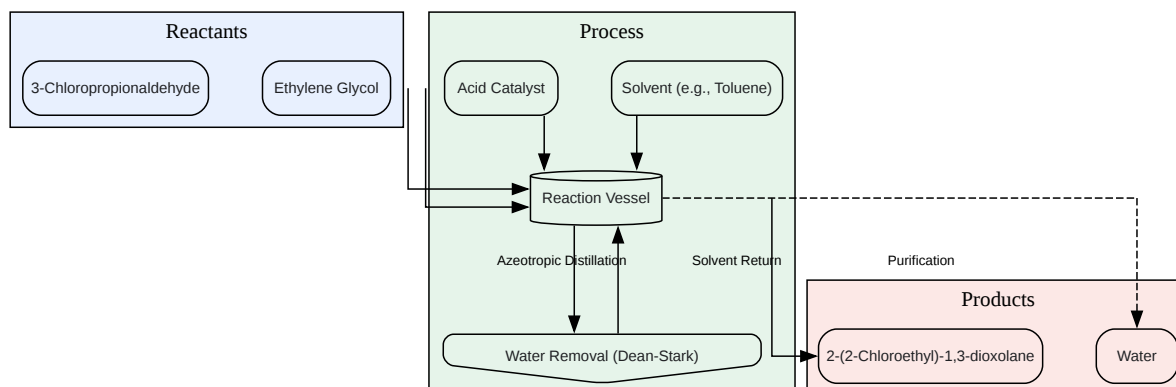 Reactants
Process
3-Chloropropionaldehyde
Ethylene Glycol
Acid Catalyst
Solvent (e.g., Toluene)
Reaction Vessel
Azeotropic Distillation
Solvent Return
Purification
Products
Water Removal (Dean-Stark)
2-(2-Chloroethyl)-1,3-dioxolane
Water